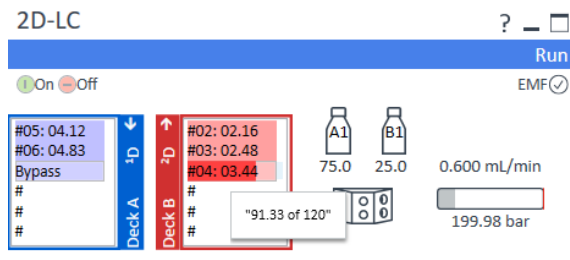 2D-LC
?
Run
On Off
EMF
#05: 04.12
#06: 04.83
Bypass
#
#
#
¹D
Deck A
²D
Deck B
#02: 02.16
#03: 02.48
#04: 03.44
#
#
#
"91.33 of 120"
A1
B1
75.0
25.0
0.600 mL/min
199.98 bar